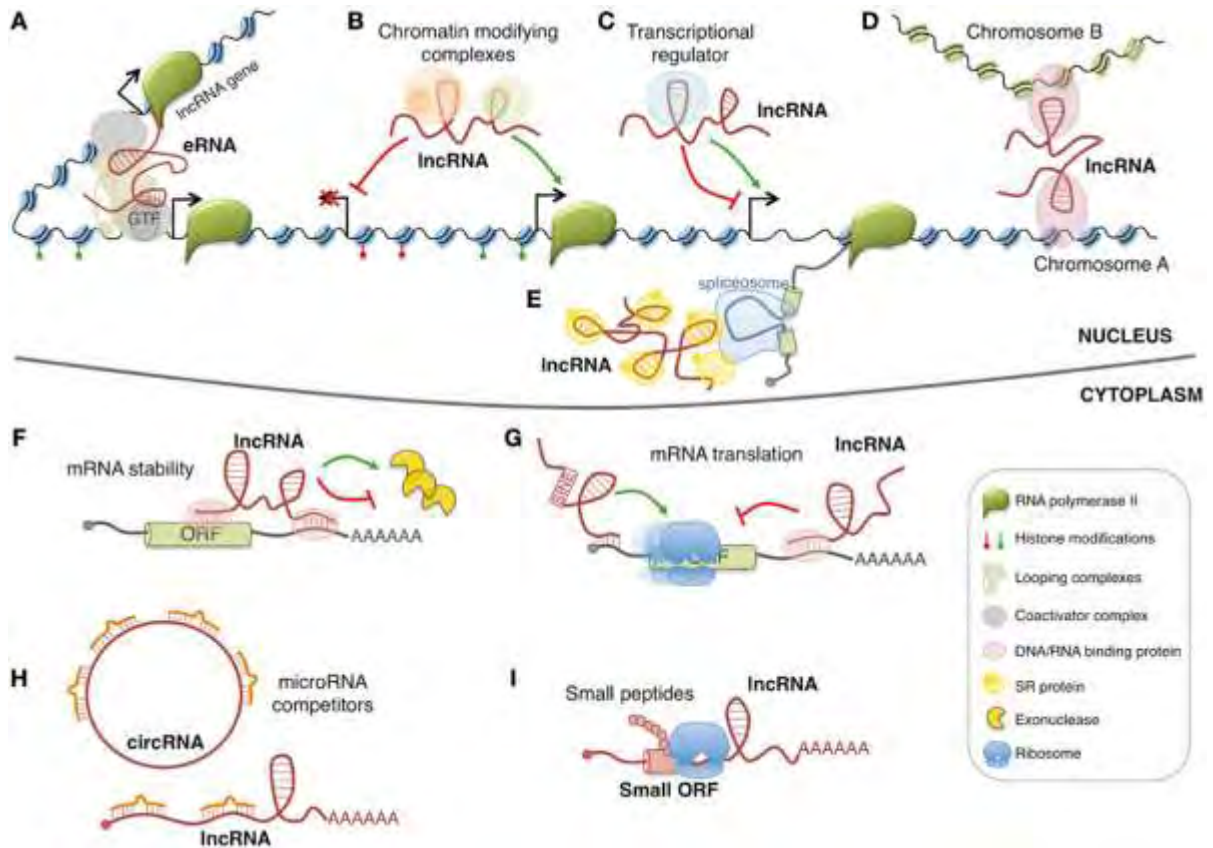 A
lncRNA gene
eRNA
GTF
B
Chromatin modifying
complexes
lncRNA
C
Transcriptional
regulator
lncRNA
D
Chromosome B
lncRNA
Chromosome A
E
spliceosome
lncRNA
NUCLEUS
CYTOPLASM
F
lncRNA
mRNA stability
ORF
AAAAAA
G
mRNA translation
lncRNA
SINE
ORF
AAAAAA
H
circRNA
microRNA
competitors
lncRNA
AAAAAA
I
Small peptides
lncRNA
AAAAAA
Small ORF
RNA polymerase II
Histone modifications
Looping complexes
Coactivator complex
DNA/RNA binding protein
SR protein
Exonuclease
Ribosome